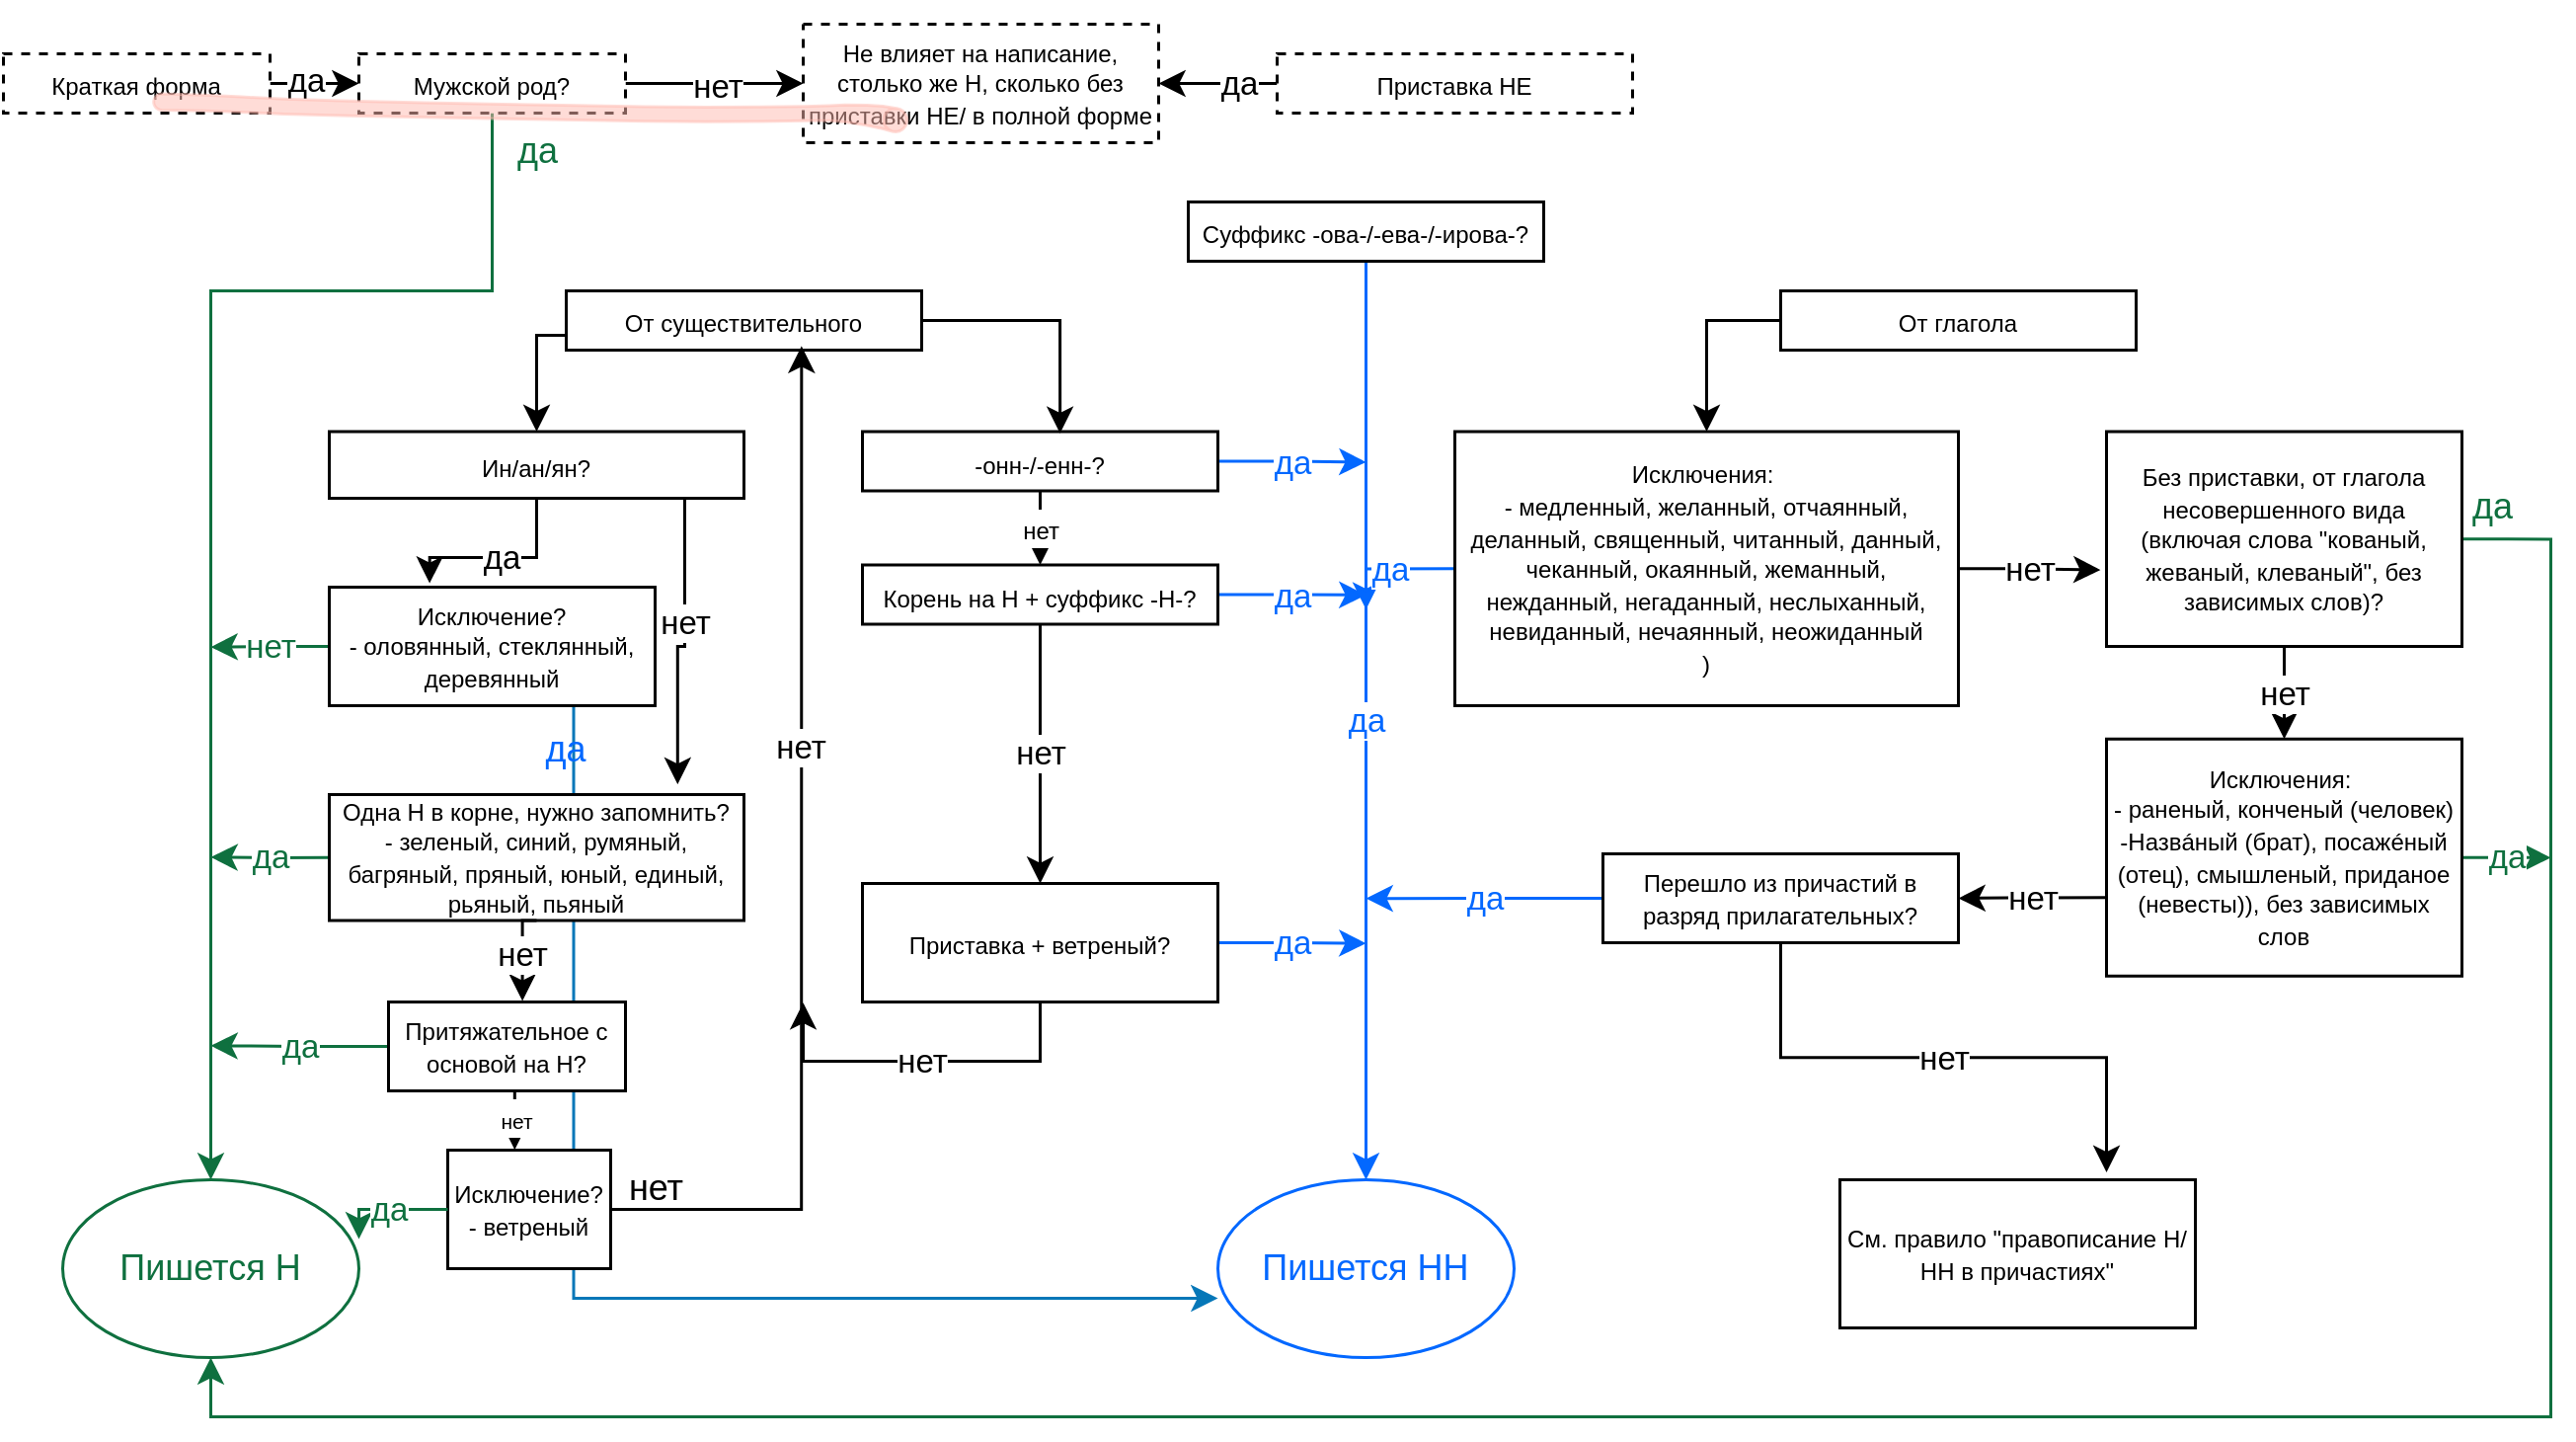 Краткая форма
да
Мужской род?
нет
Не влияет на написание,
столько же Н, сколько без
приставки НЕ/ в полной форме
да
Приставка НЕ
да
Суффикс -ова-/-ева-/-ирова-?
От существительного
От глагола
Ин/ан/ян?
-онн-/-енн-?
да
нет
да
нет
Корень на Н + суффикс -Н-?
да
Исключение?
- оловянный, стеклянный,
деревянный
нет
да
Исключения:
- медленный, желанный, отчаянный,
деланный, священный, читанный, данный,
чеканный, окаянный, жеманный,
нежданный, негаданный, неслыханный,
невиданный, нечаянный, неожиданный
)
да
нет
Без приставки, от глагола
несовершенного вида
(включая слова "кованый,
жеваный, клеваный", без
зависимых слов)?
да
нет
нет
нет
да
Одна Н в корне, нужно запомнить?
- зеленый, синий, румяный,
багряный, пряный, юный, единый,
рьяный, пьяный
да
нет
Приставка + ветреный?
да
нет
Перешло из причастий в
разряд прилагательных?
да
нет
Исключения:
- раненый, конченый (человек)
-Назва́ный (брат), посажéный
(отец), смышленый, приданое
(невесты)), без зависимых
слов
да
нет
Притяжательное с
основой на Н?
да
нет
Исключение?
- ветреный
да
нет
Пишется Н
Пишется НН
См. правило "правописание Н/
НН в причастиях"